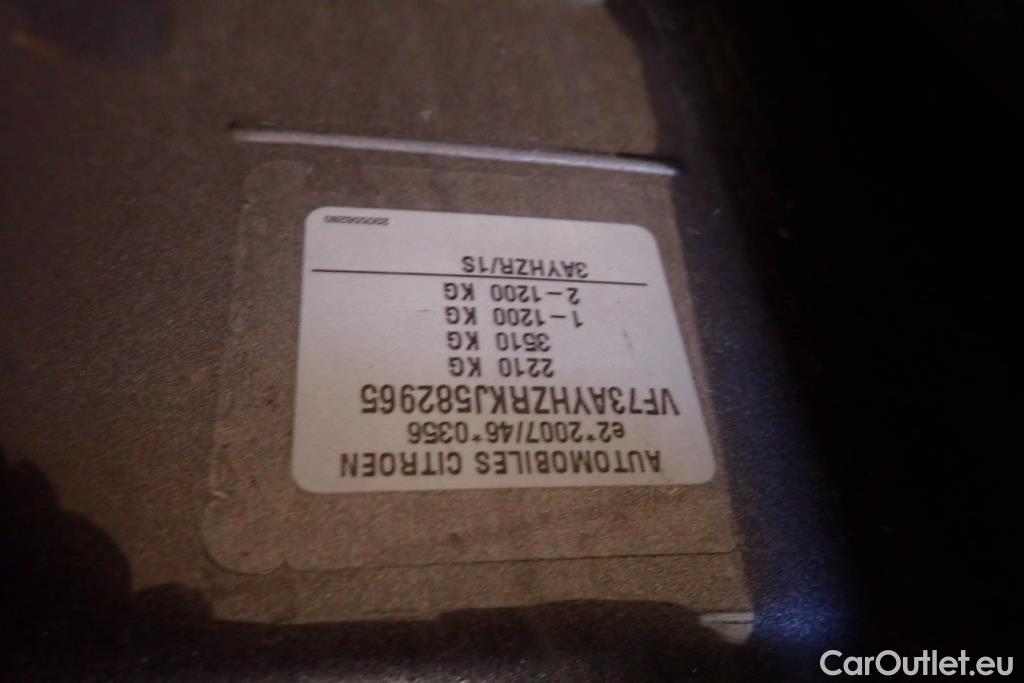 AUTOMOBILES CITROEN
e2*2007/46*0356
VF73AYHZRKJ582965
2210 KG
3510 KG
1-1200 KG
2-1200 KG
3AYHZR/1S
CarOutlet.eu